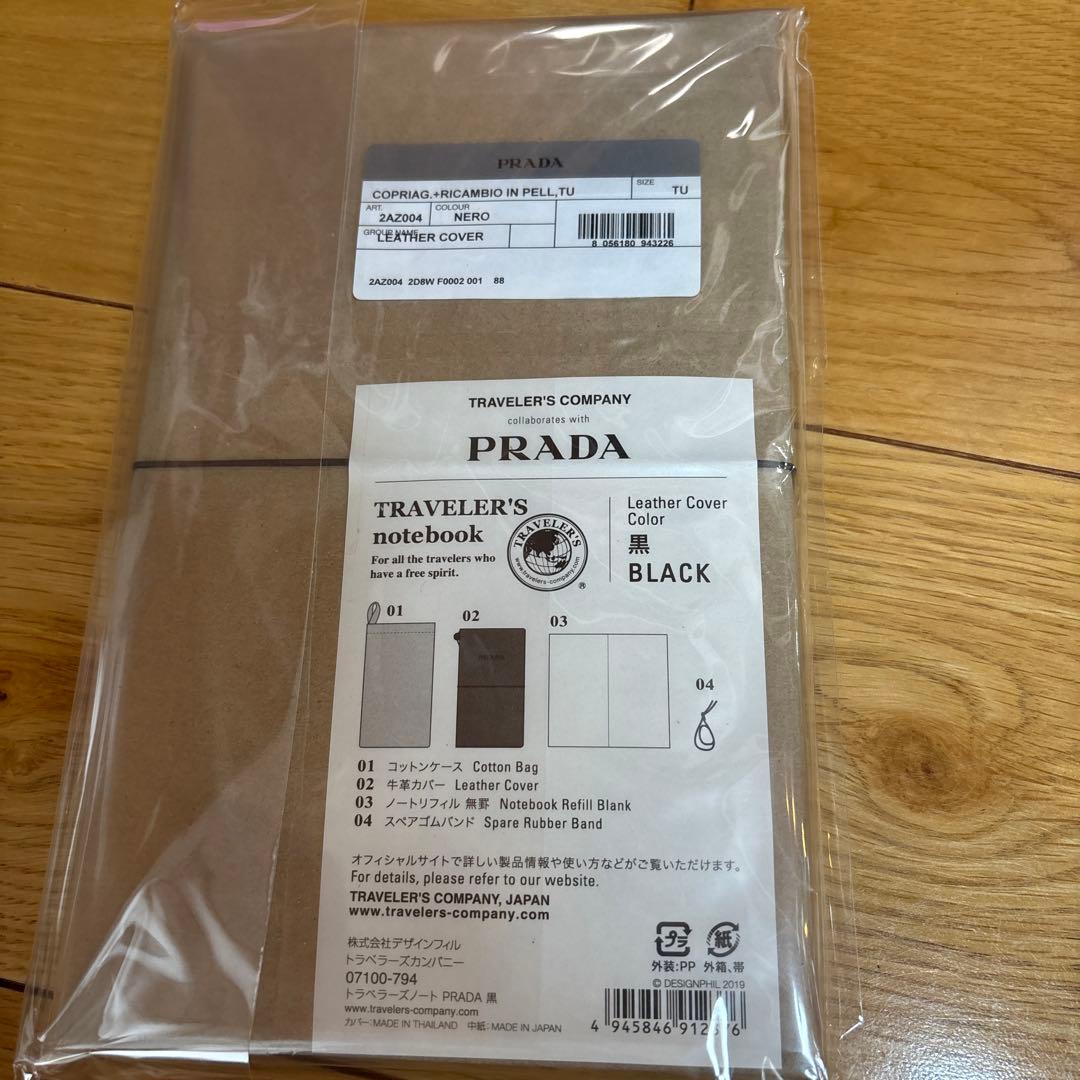 PRADA
COPRIAG.+RICAMBIO IN PELL,TU
SIZE
TU
ART.
2AZ004
COLOUR
NERO
GROUP NAME
LEATHER COVER
8 056180 943226
2AZ004 2D8W F0002 001 88
TRAVELER'S COMPANY
collaborates with
PRADA
TRAVELER'S
notebook
For all the travelers who
have a free spirit.
TRAVELER'S
www.travelers-company.com
®
Leather Cover
Color
黒
BLACK
01
02
03
04
PRADA
01 コットンケース Cotton Bag
02 牛革カバー Leather Cover
03 ノートリフィル 無罫 Notebook Refill Blank
04 スペアゴムバンド Spare Rubber Band
オフィシャルサイトで詳しい製品情報や使い方などがご覧いただけます。
For details, please refer to our website.
TRAVELER'S COMPANY, JAPAN
www.travelers-company.com
株式会社デザインフィル
トラベラーズカンパニー
07100-794
トラベラーズノート PRADA 黒
www.travelers-company.com
カバー:MADE IN THAILAND 中紙:MADE IN JAPAN
プラ
外装:PP
紙
外箱、帯
© DESIGNPHIL 2019